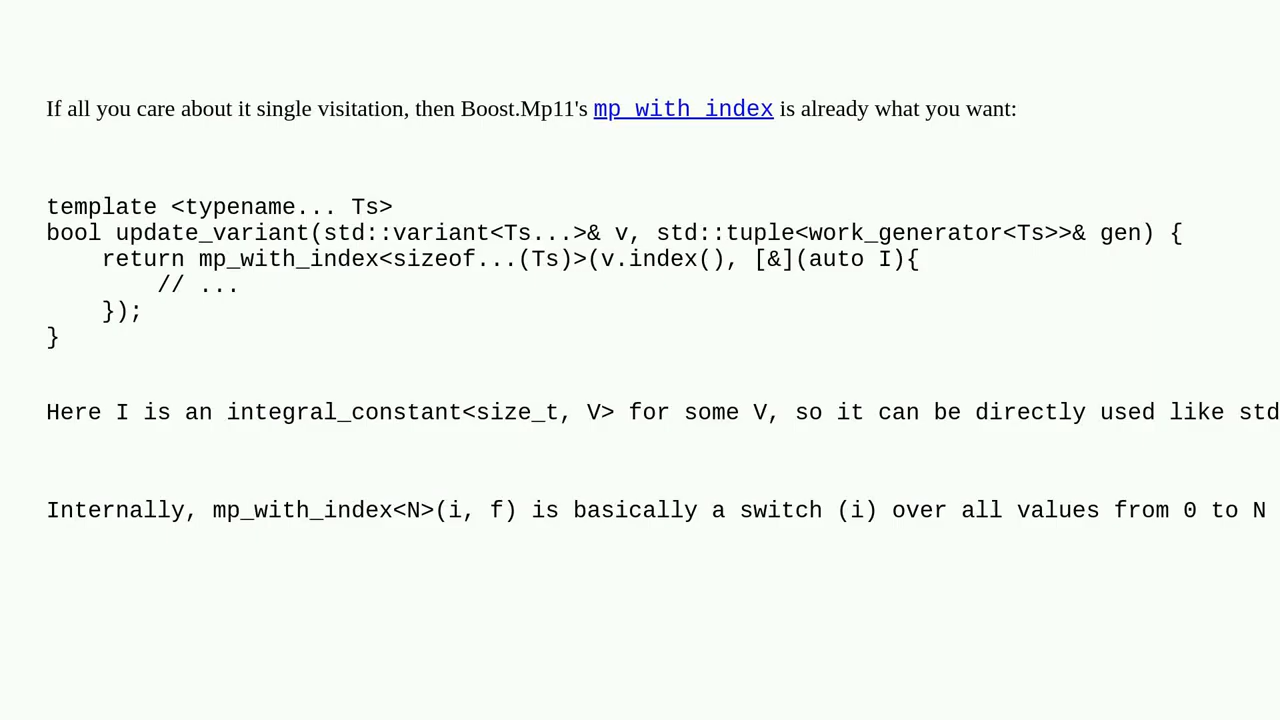 If all you care about it single visitation, then Boost.Mp11's mp_with_index is already what you want:
template <typename... Ts>
bool update_variant(std::variant<Ts...>& v, std::tuple<work_generator<Ts>>& gen) {
    return mp_with_index<sizeof...(Ts)>(v.index(), [&](auto I){
        // ...
    });
}
Here I is an integral_constant<size_t, V> for some V, so it can be directly used like std
Internally, mp_with_index<N>(i, f) is basically a switch (i) over all values from 0 to N